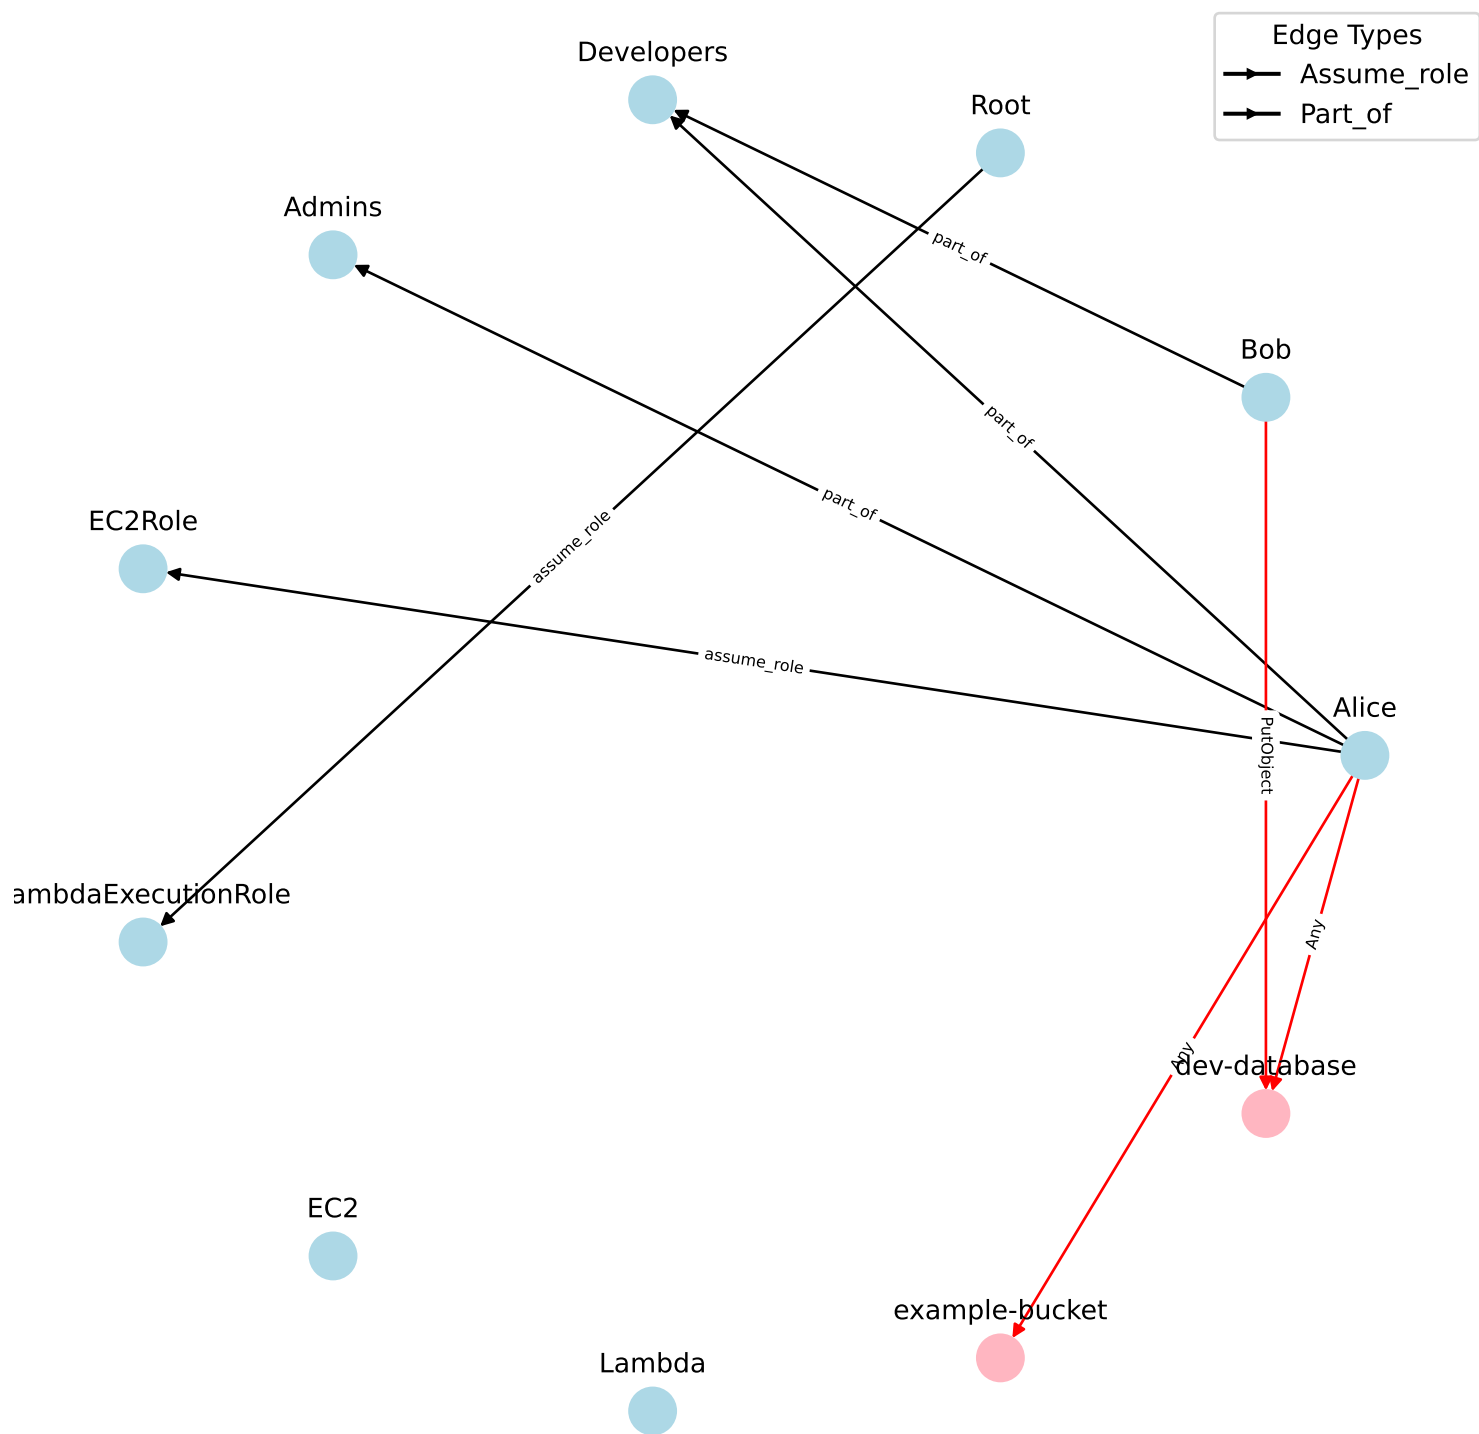 Edge Types
Assume_role
Part_of
Developers
Root
Admins
part_of
Bob
part_of
part_of
EC2Role
assume_role
assume_role
Alice
PutObject
ambdaExecutionRole
Any
Any
dev-database
EC2
example-bucket
Lambda